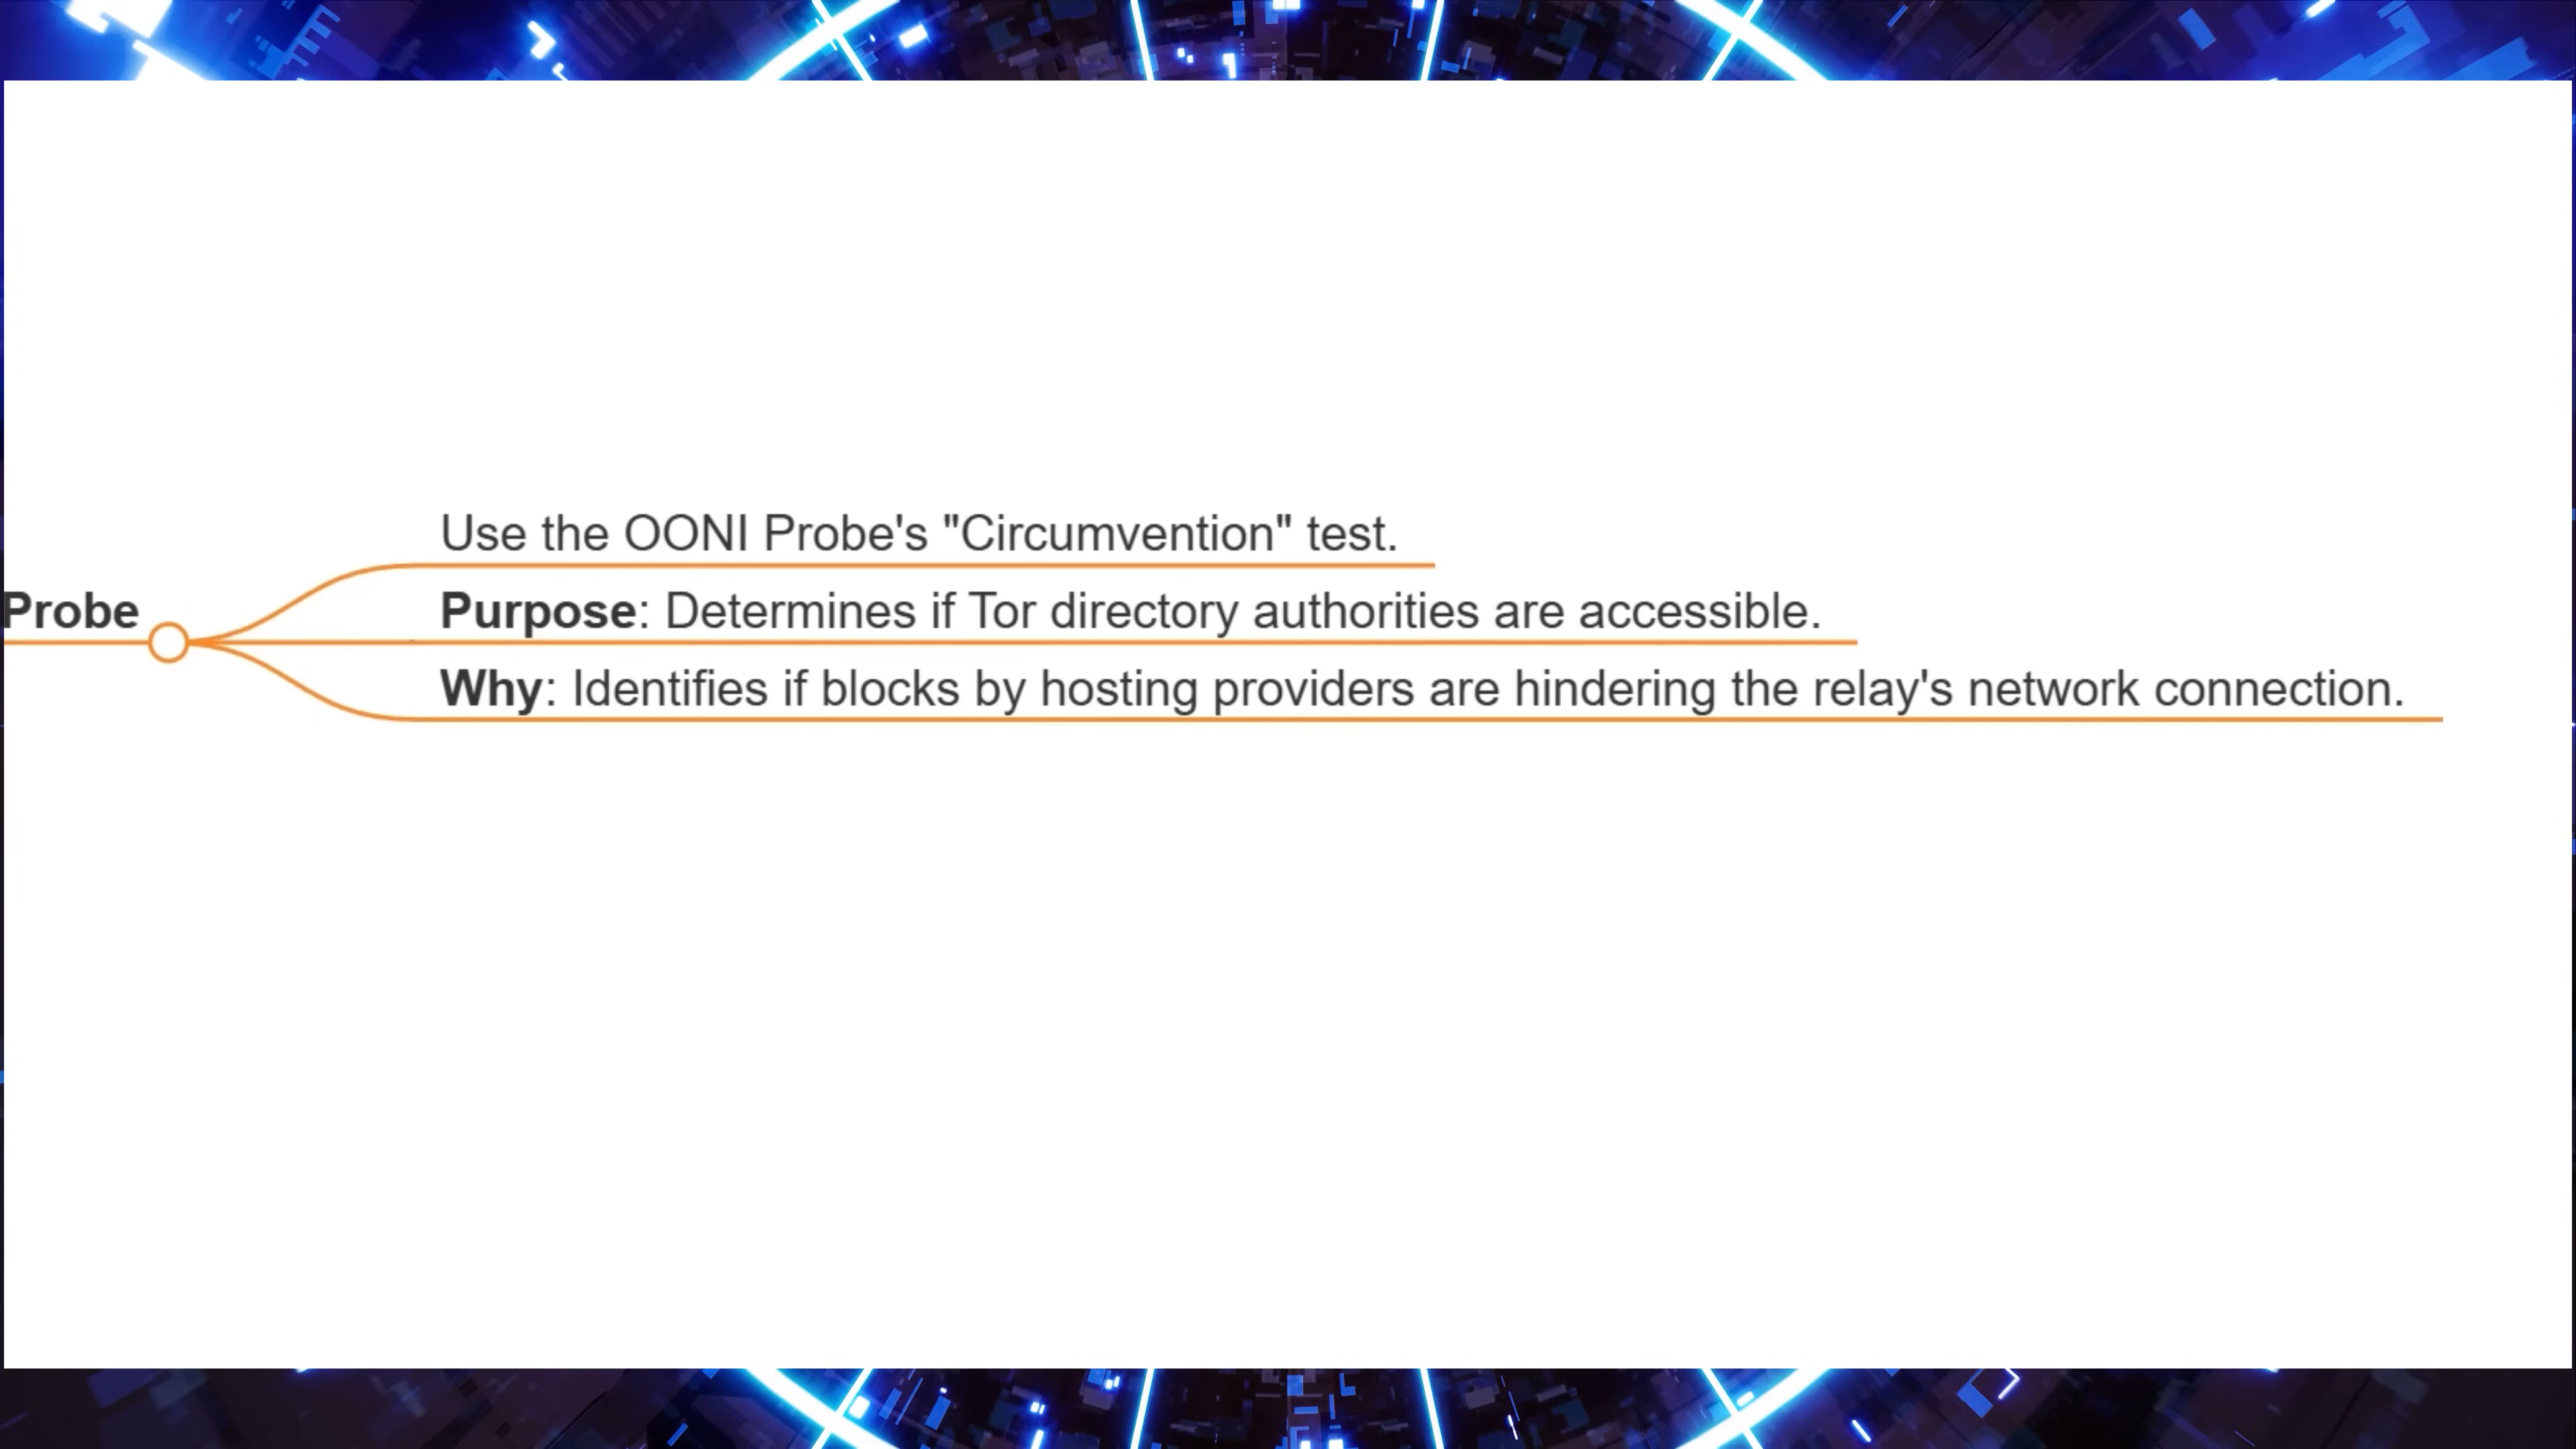 Use the OONI Probe's "Circumvention" test.
Probe
Purpose: Determines if Tor directory authorities are accessible.
Why: Identifies if blocks by hosting providers are hindering the relay's network connection.